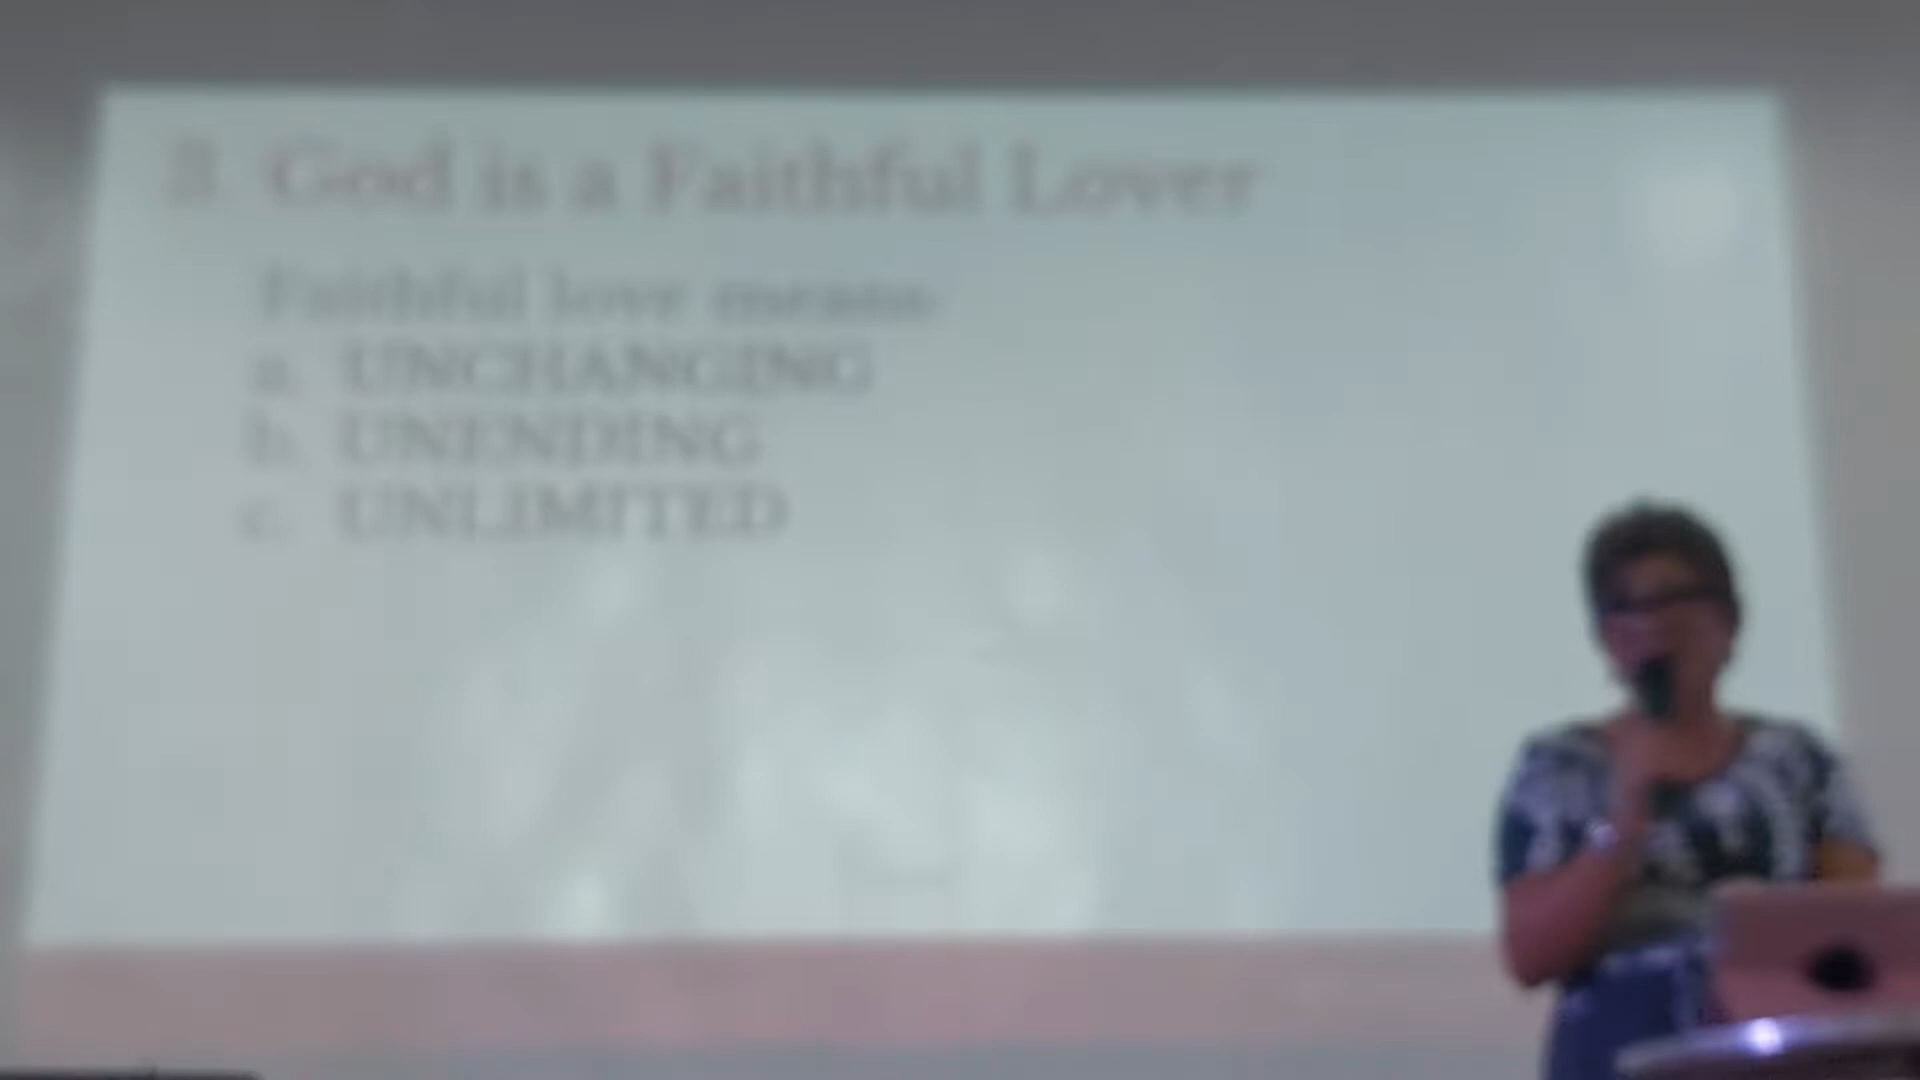 3. God is a Faithful Lover
Faithful love means
a. UNCHANGING
b. UNENDING
c. UNLIMITED